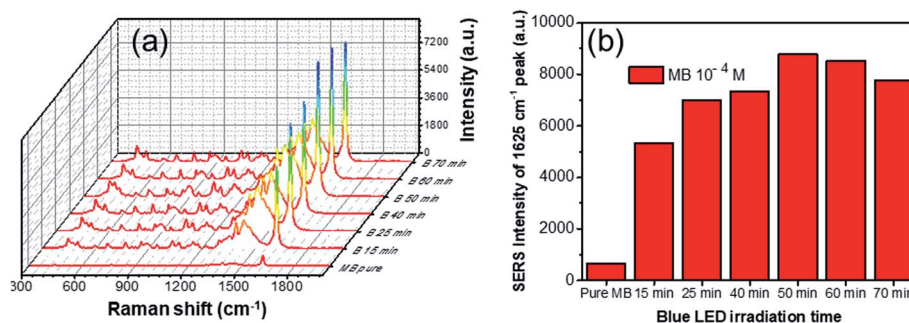 (a)
7200
5400
3600
1800
0
Intensity (a.u.)
B 70 min
B 60 min
B 50 min
B 40 min
B 25 min
B 15 min
MB pure
300 600 900 1200 1500 1800
Raman shift (cm-1)
(b)
MB 10-4 M
10000
8000
6000
4000
2000
0
SERS Intensity of 1625 cm-1 peak (a.u.)
Pure MB 15 min 25 min 40 min 50 min 60 min 70 min
Blue LED irradiation time